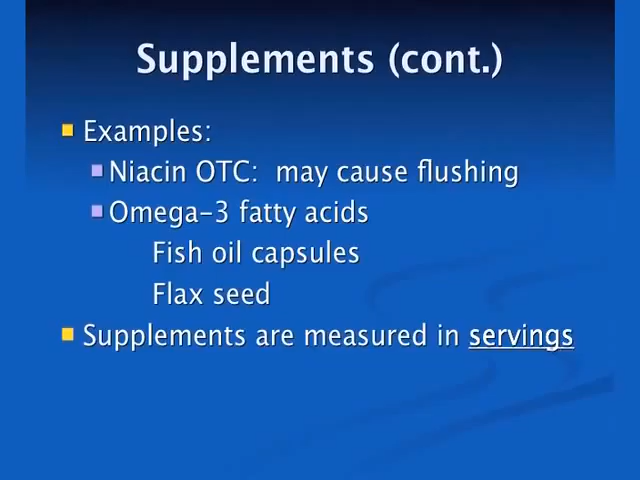 Supplements (cont.)
Examples:
Niacin OTC: may cause flushing
Omega-3 fatty acids
Fish oil capsules
Flax seed
Supplements are measured in servings